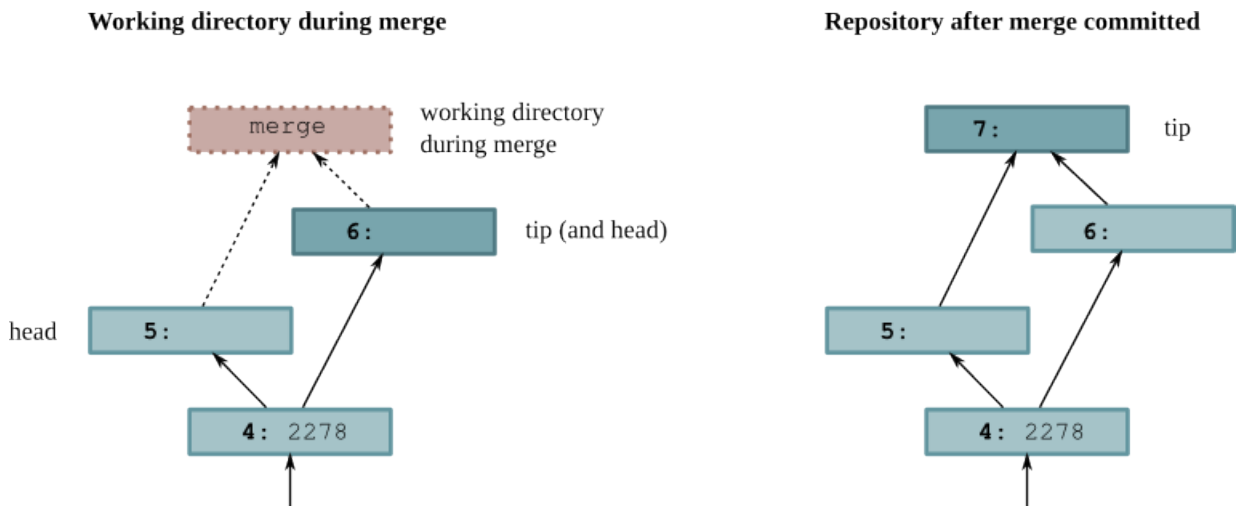 Working directory during merge
merge
working directory
during merge
6:
tip (and head)
head
5:
4: 2278
Repository after merge committed
7:
tip
6:
5:
4: 2278